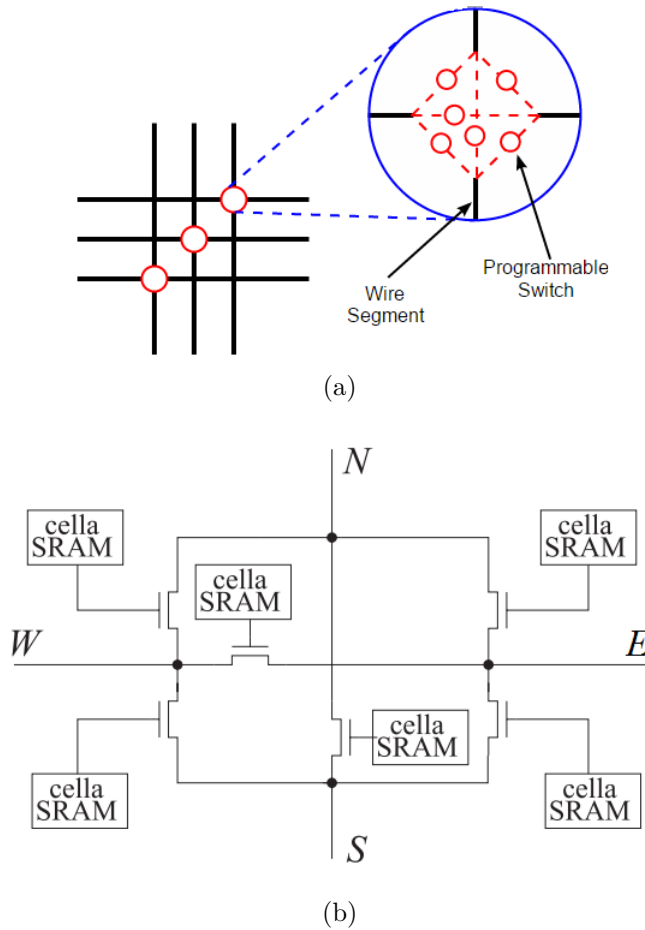 Programmable
Switch
Wire
Segment
(a)
N
cella
SRAM
cella
SRAM
cella
SRAM
W
E
cella
SRAM
cella
SRAM
cella
SRAM
S
(b)